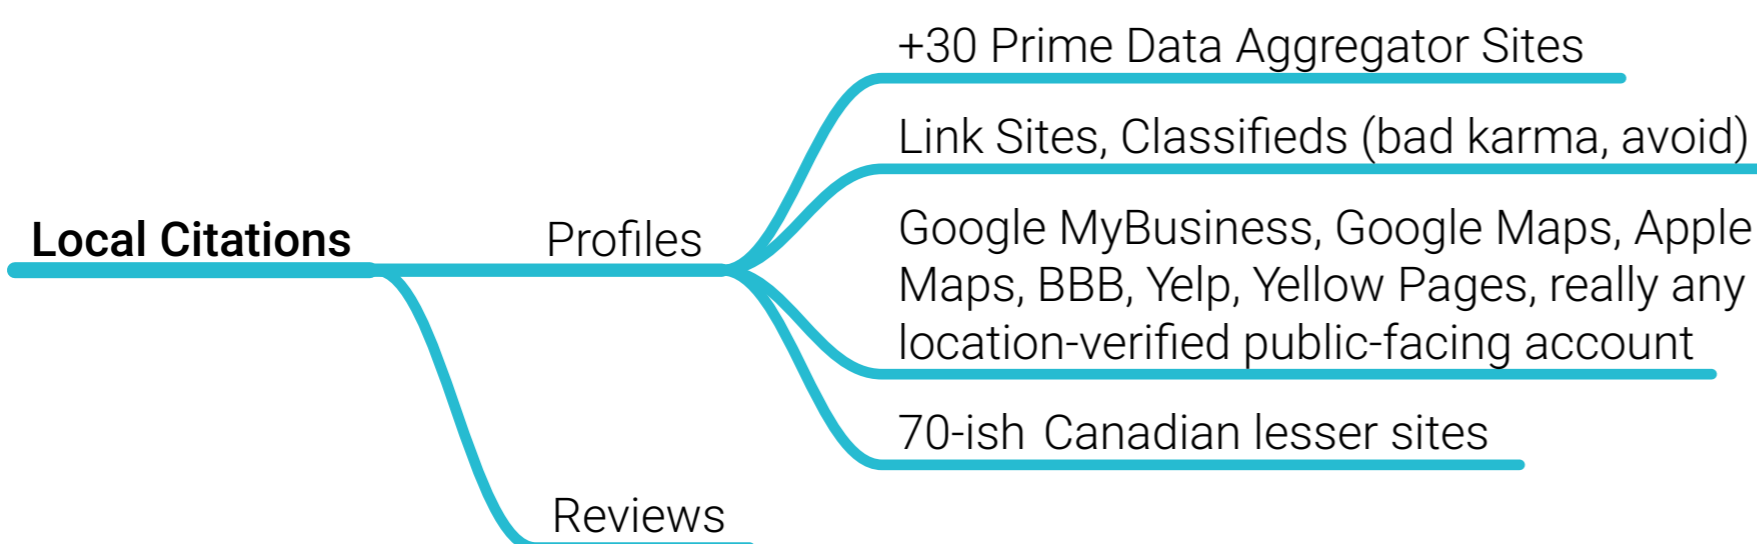 +30 Prime Data Aggregator Sites
Link Sites, Classifieds (bad karma, avoid)
Local Citations
Profiles
Google MyBusiness, Google Maps, Apple
Maps, BBB, Yelp, Yellow Pages, really any
location-verified public-facing account
70-ish Canadian lesser sites
Reviews